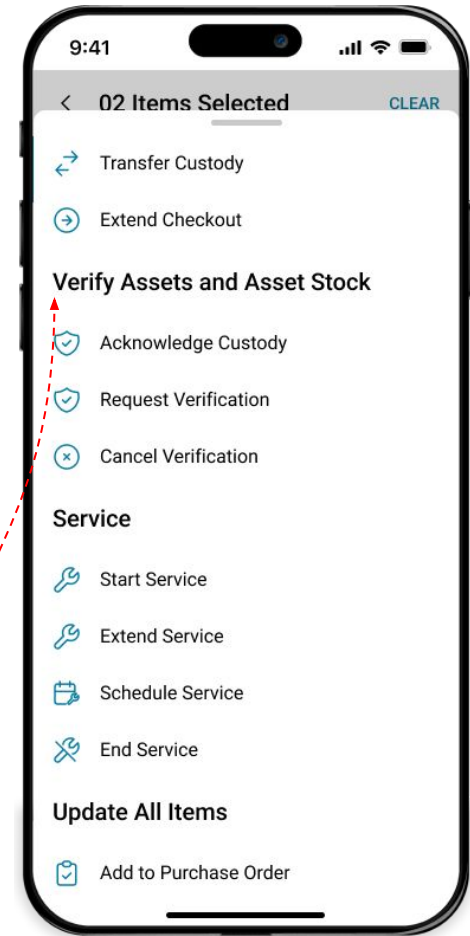 9:41
02 Items Selected CLEAR
Transfer Custody
Extend Checkout
Verify Assets and Asset Stock
Acknowledge Custody
Request Verification
Cancel Verification
Service
Start Service
Extend Service
Schedule Service
End Service
Update All Items
Add to Purchase Order